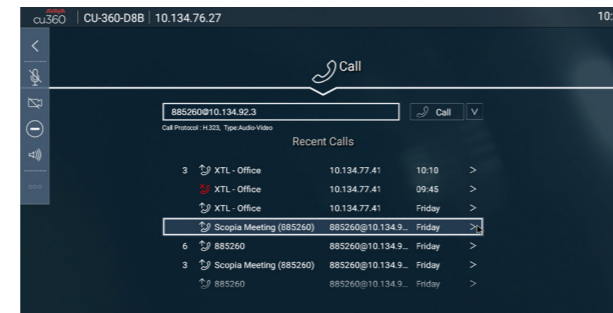 AVAYA
cu360 CU-360-D8B 10.134.76.27 10:
Call
885260@10.134.92.3 Call
Call Protocol : H.323, Type:Audio-Video
Recent Calls
3 XTL - Office 10.134.77.41 10:10 >
XTL - Office 10.134.77.41 09:45 >
XTL - Office 10.134.77.41 Friday >
Scopia Meeting (885260) 885260@10.134.9... Friday >
6 885260 885260@10.134.9... Friday >
3 Scopia Meeting (885260) 885260@10.134.9... Friday >
885260 885260@10.134.9... Friday >